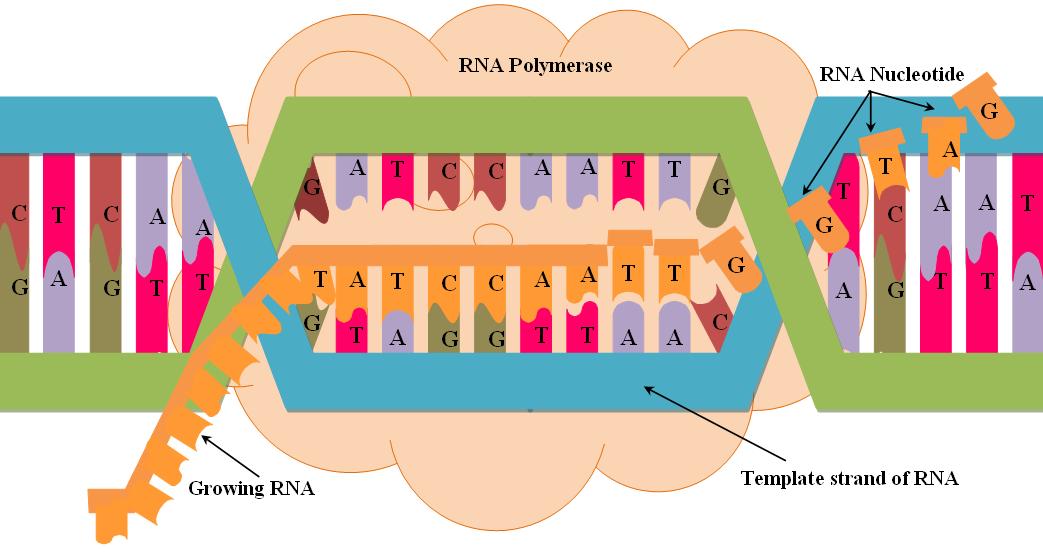 RNA Polymerase
RNA Nucleotide
G
T A
G
C T C A A
G A T C C A A T T G
T C A A T
G A G T T
T A T C C A A T T G
A G T T A
G T A G G T T A A C
Growing RNA
Template strand of RNA